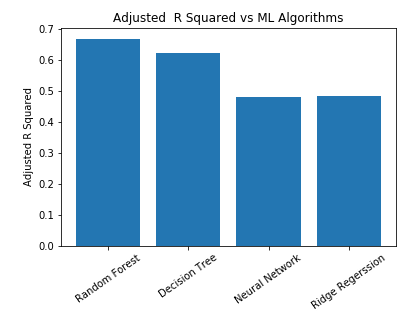 Adjusted  R Squared vs ML Algorithms
Adjusted R Squared
0.7
0.6
0.5
0.4
0.3
0.2
0.1
0.0
Random Forest
Decision Tree
Neural Network
Ridge Regerssion